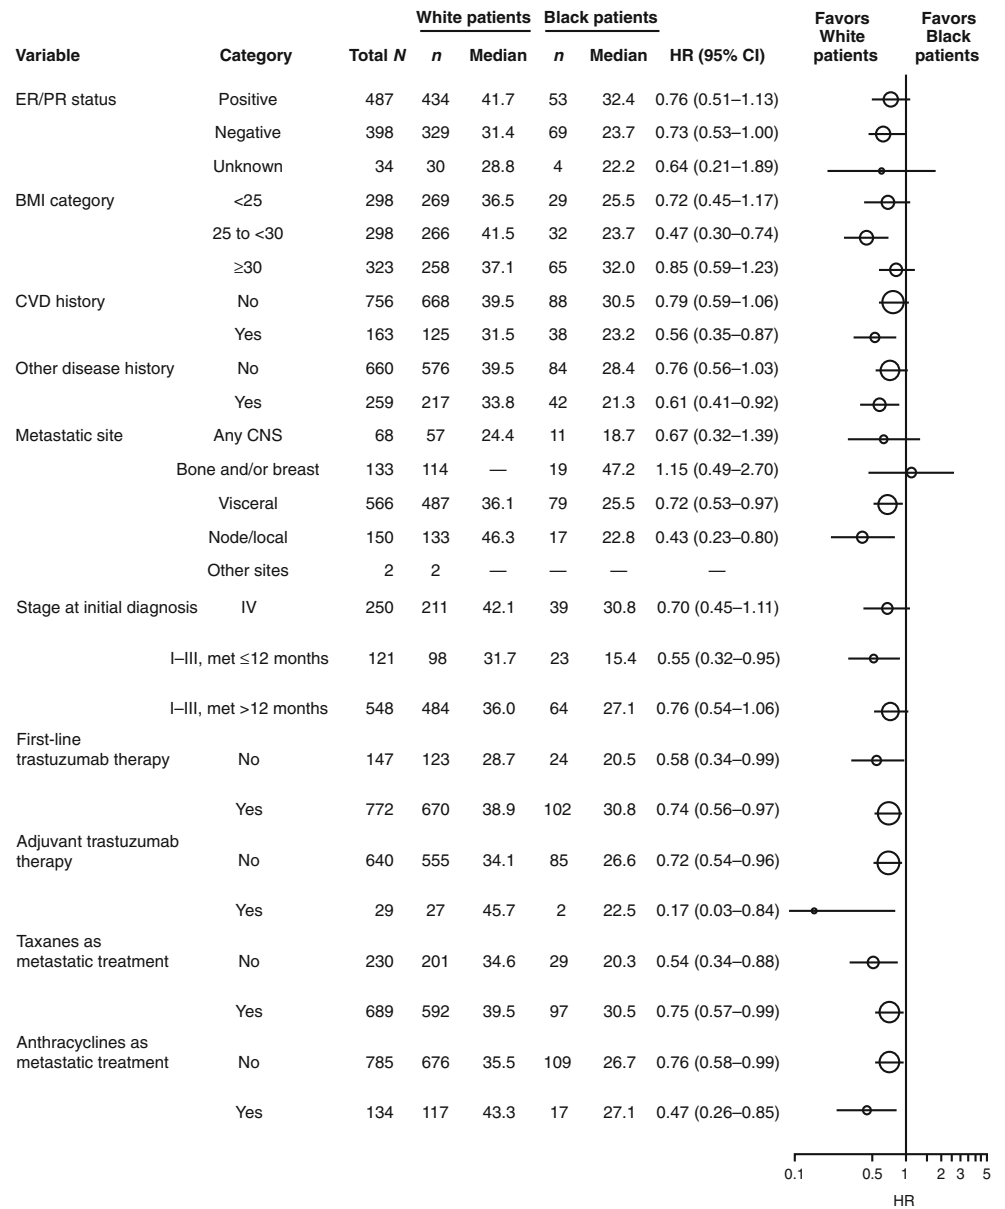 White patients Black patients Favors Favors
White Black
Variable Category Total N n Median n Median HR (95% CI) patients patients
ER/PR status Positive 487 434 41.7 53 32.4 0.76 (0.51–1.13)
Negative 398 329 31.4 69 23.7 0.73 (0.53–1.00)
Unknown 34 30 28.8 4 22.2 0.64 (0.21–1.89)
BMI category <25 298 269 36.5 29 25.5 0.72 (0.45–1.17)
25 to <30 298 266 41.5 32 23.7 0.47 (0.30–0.74)
≥30 323 258 37.1 65 32.0 0.85 (0.59–1.23)
CVD history No 756 668 39.5 88 30.5 0.79 (0.59–1.06)
Yes 163 125 31.5 38 23.2 0.56 (0.35–0.87)
Other disease history No 660 576 39.5 84 28.4 0.76 (0.56–1.03)
Yes 259 217 33.8 42 21.3 0.61 (0.41–0.92)
Metastatic site Any CNS 68 57 24.4 11 18.7 0.67 (0.32–1.39)
Bone and/or breast 133 114 — 19 47.2 1.15 (0.49–2.70)
Visceral 566 487 36.1 79 25.5 0.72 (0.53–0.97)
Node/local 150 133 46.3 17 22.8 0.43 (0.23–0.80)
Other sites 2 2 — — — —
Stage at initial diagnosis IV 250 211 42.1 39 30.8 0.70 (0.45–1.11)
I–III, met ≤12 months 121 98 31.7 23 15.4 0.55 (0.32–0.95)
I–III, met >12 months 548 484 36.0 64 27.1 0.76 (0.54–1.06)
First-line
trastuzumab therapy No 147 123 28.7 24 20.5 0.58 (0.34–0.99)
Yes 772 670 38.9 102 30.8 0.74 (0.56–0.97)
Adjuvant trastuzumab
therapy No 640 555 34.1 85 26.6 0.72 (0.54–0.96)
Yes 29 27 45.7 2 22.5 0.17 (0.03–0.84)
Taxanes as
metastatic treatment No 230 201 34.6 29 20.3 0.54 (0.34–0.88)
Yes 689 592 39.5 97 30.5 0.75 (0.57–0.99)
Anthracyclines as
metastatic treatment No 785 676 35.5 109 26.7 0.76 (0.58–0.99)
Yes 134 117 43.3 17 27.1 0.47 (0.26–0.85)
0.1 0.5 1 2 3 5
HR